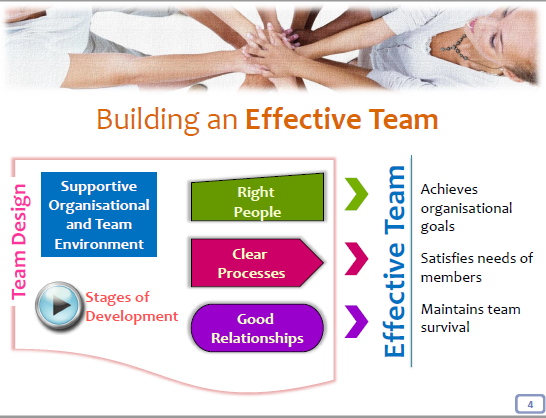 Building an Effective Team
Team Design
Supportive
Organisational
and Team
Environment
Stages of
Development
Right
People
Clear
Processes
Good
Relationships
Effective Team
Achieves
organisational
goals
Satisfies needs of
members
Maintains team
survival
4